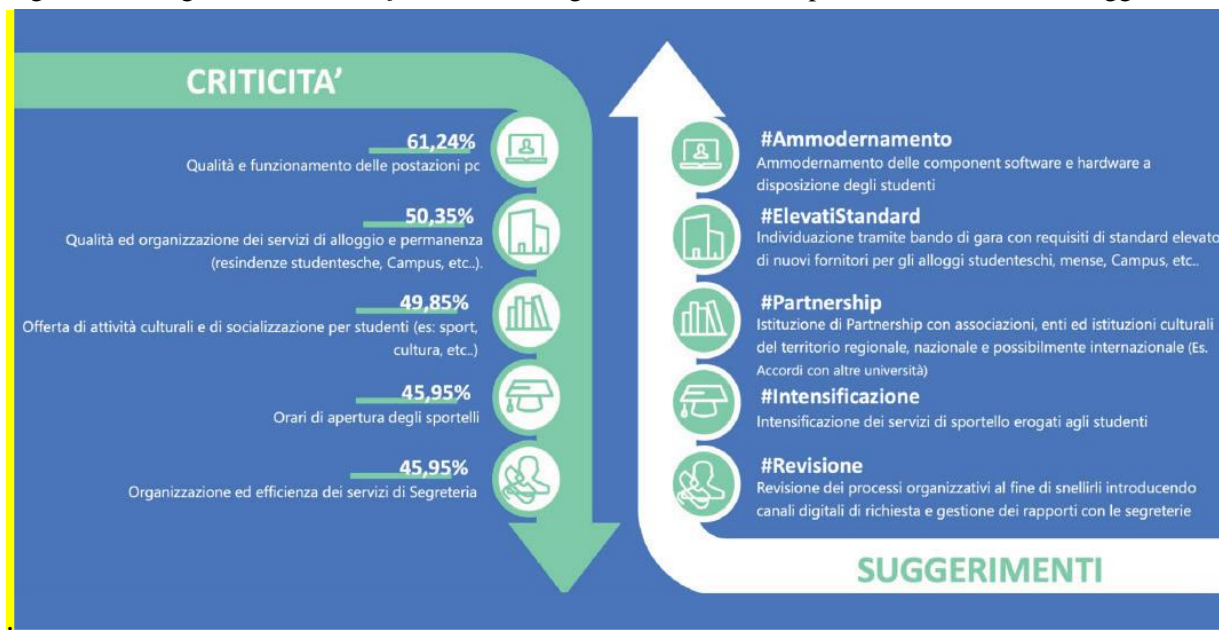 CRITICITA’
61,24%
Qualità e funzionamento delle postazioni pc
50,35%
Qualità ed organizzazione dei servizi di alloggio e permanenza
(resindenze studentesche, Campus, etc..).
49,85%
Offerta di attività culturali e di socializzazione per studenti (es: sport,
cultura, etc..)
45,95%
Orari di apertura degli sportelli
45,95%
Organizzazione ed efficienza dei servizi di Segreteria
#Ammodernamento
Ammodernamento delle component software e hardware a
disposizione degli studenti
#ElevatiStandard
Individuazione tramite bando di gara con requisiti di standard elevato
di nuovi fornitori per gli alloggi studenteschi, mense, Campus, etc..
#Partnership
Istituzione di Partnership con associazioni, enti ed istituzioni culturali
del territorio regionale, nazionale e possibilmente internazionale (Es.
Accordi con altre università)
#Intensificazione
Intensificazione dei servizi di sportello erogati agli studenti
#Revisione
Revisione dei processi organizzativi al fine di snellirli introducendo
canali digitali di richiesta e gestione dei rapporti con le segreterie
SUGGERIMENTI